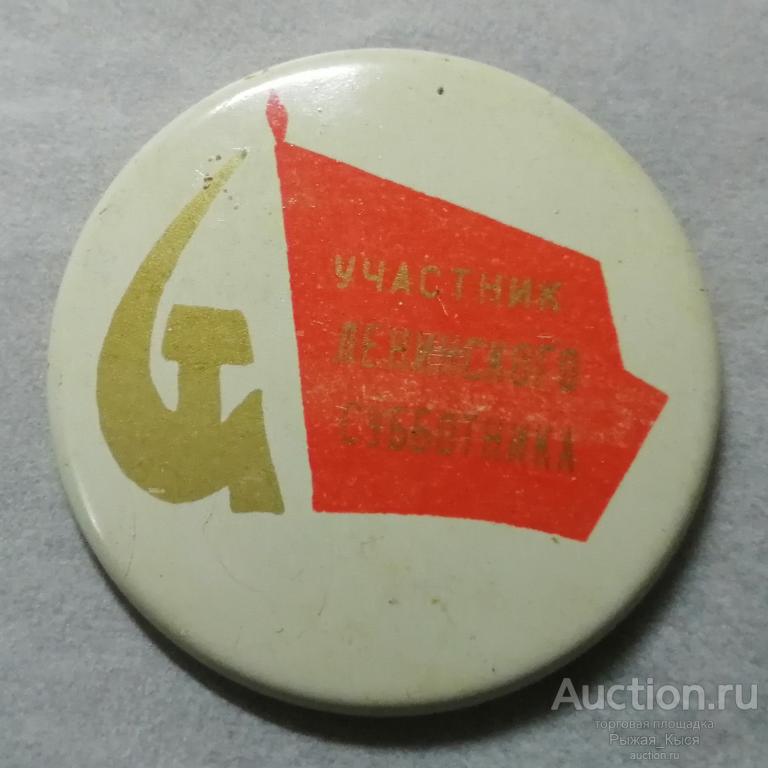 УЧАСТНИК
ЛЕНИНСКОГО
СУББОТНИКА
Auction.ru
торговая площадка
Рыжая_Кыся
auction.ru